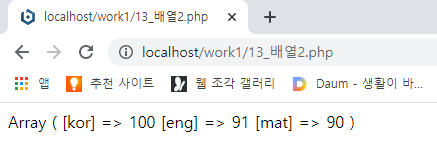 localhost/work1/13_배열2.php
localhost/work1/13_배열2.php
앱 추천 사이트 웹 조각 갤러리 Daum - 생활이 바...
Array ( [kor] => 100 [eng] => 91 [mat] => 90 )